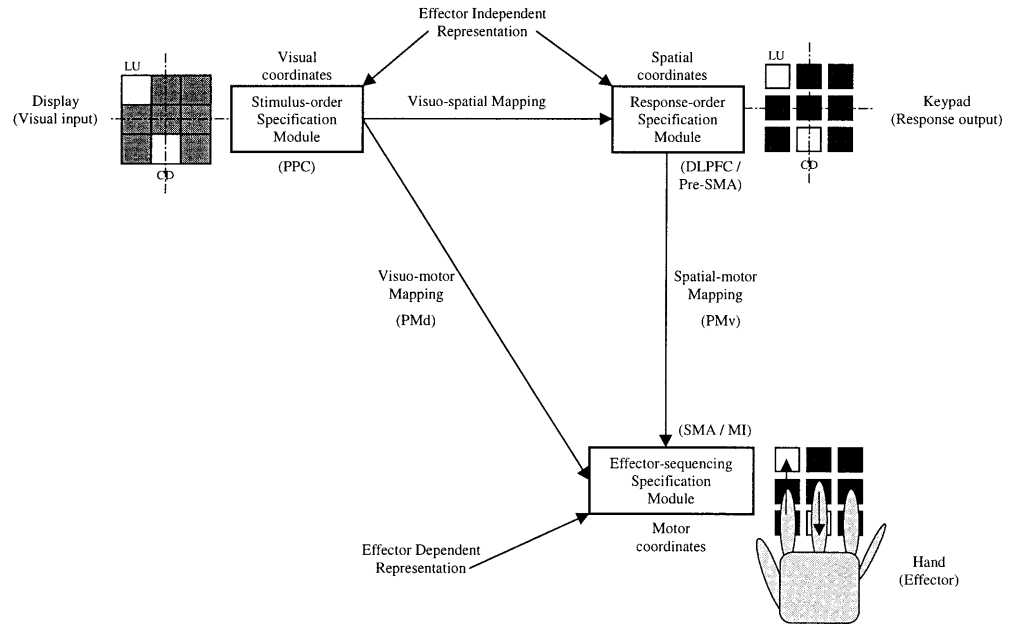 Effector Independent
Representation
LU
Visual
coordinates
Spatial
coordinates
LU
Display
(Visual input)
Stimulus-order
Specification
Module
Visuo-spatial Mapping
Response-order
Specification
Module
Keypad
(Response output)
(PPC)
CD
(DLPFC /
Pre-SMA)
CD
Visuo-motor
Mapping
(PMd)
Spatial-motor
Mapping
(PMv)
(SMA / MI)
Effector-sequencing
Specification
Module
Motor
coordinates
Effector Dependent
Representation
Hand
(Effector)